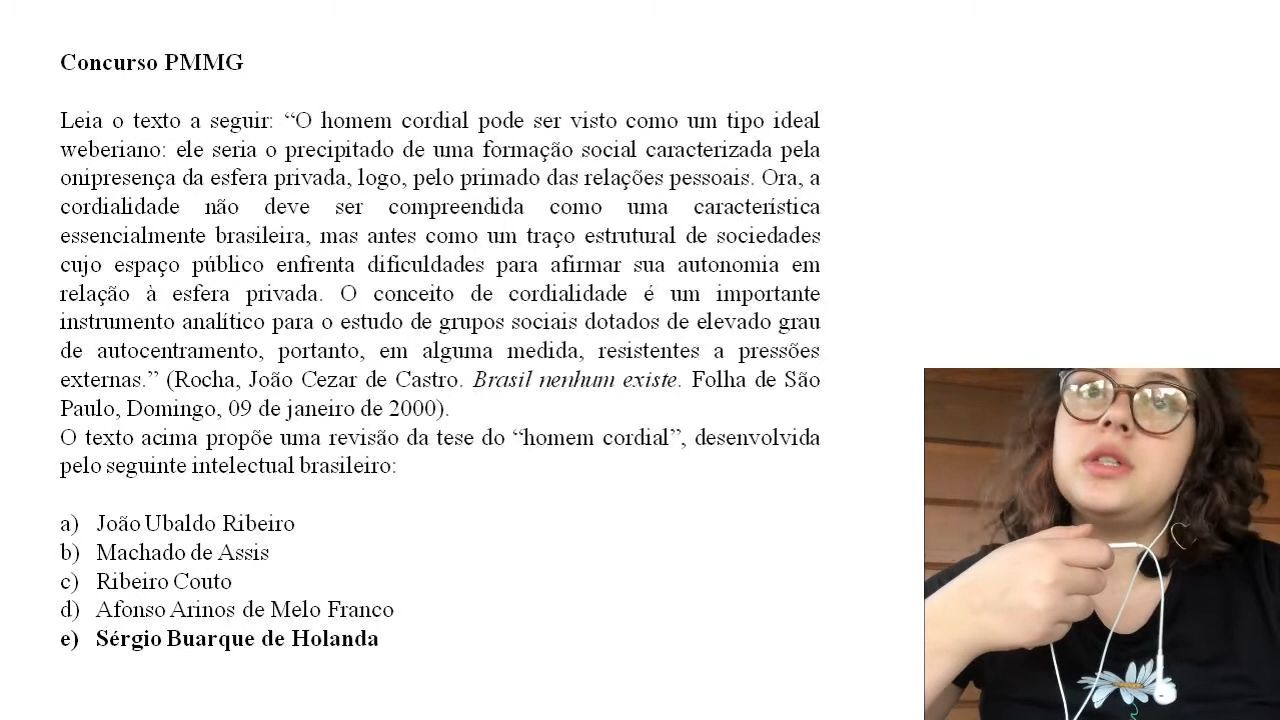 Concurso PMMG
Leia o texto a seguir: “O homem cordial pode ser visto como um tipo ideal
weberiano: ele seria o precipitado de uma formação social caracterizada pela
onipresença da esfera privada, logo, pelo primado das relações pessoais. Ora, a
cordialidade não deve ser compreendida como uma característica
essencialmente brasileira, mas antes como um traço estrutural de sociedades
cujo espaço público enfrenta dificuldades para afirmar sua autonomia em
relação à esfera privada. O conceito de cordialidade é um importante
instrumento analítico para o estudo de grupos sociais dotados de elevado grau
de autocentramento, portanto, em alguma medida, resistentes a pressões
externas.” (Rocha, João Cezar de Castro. Brasil nenhum existe. Folha de São
Paulo, Domingo, 09 de janeiro de 2000).
O texto acima propõe uma revisão da tese do “homem cordial”, desenvolvida
pelo seguinte intelectual brasileiro:
a) João Ubaldo Ribeiro
b) Machado de Assis
c) Ribeiro Couto
d) Afonso Arinos de Melo Franco
e) Sérgio Buarque de Holanda